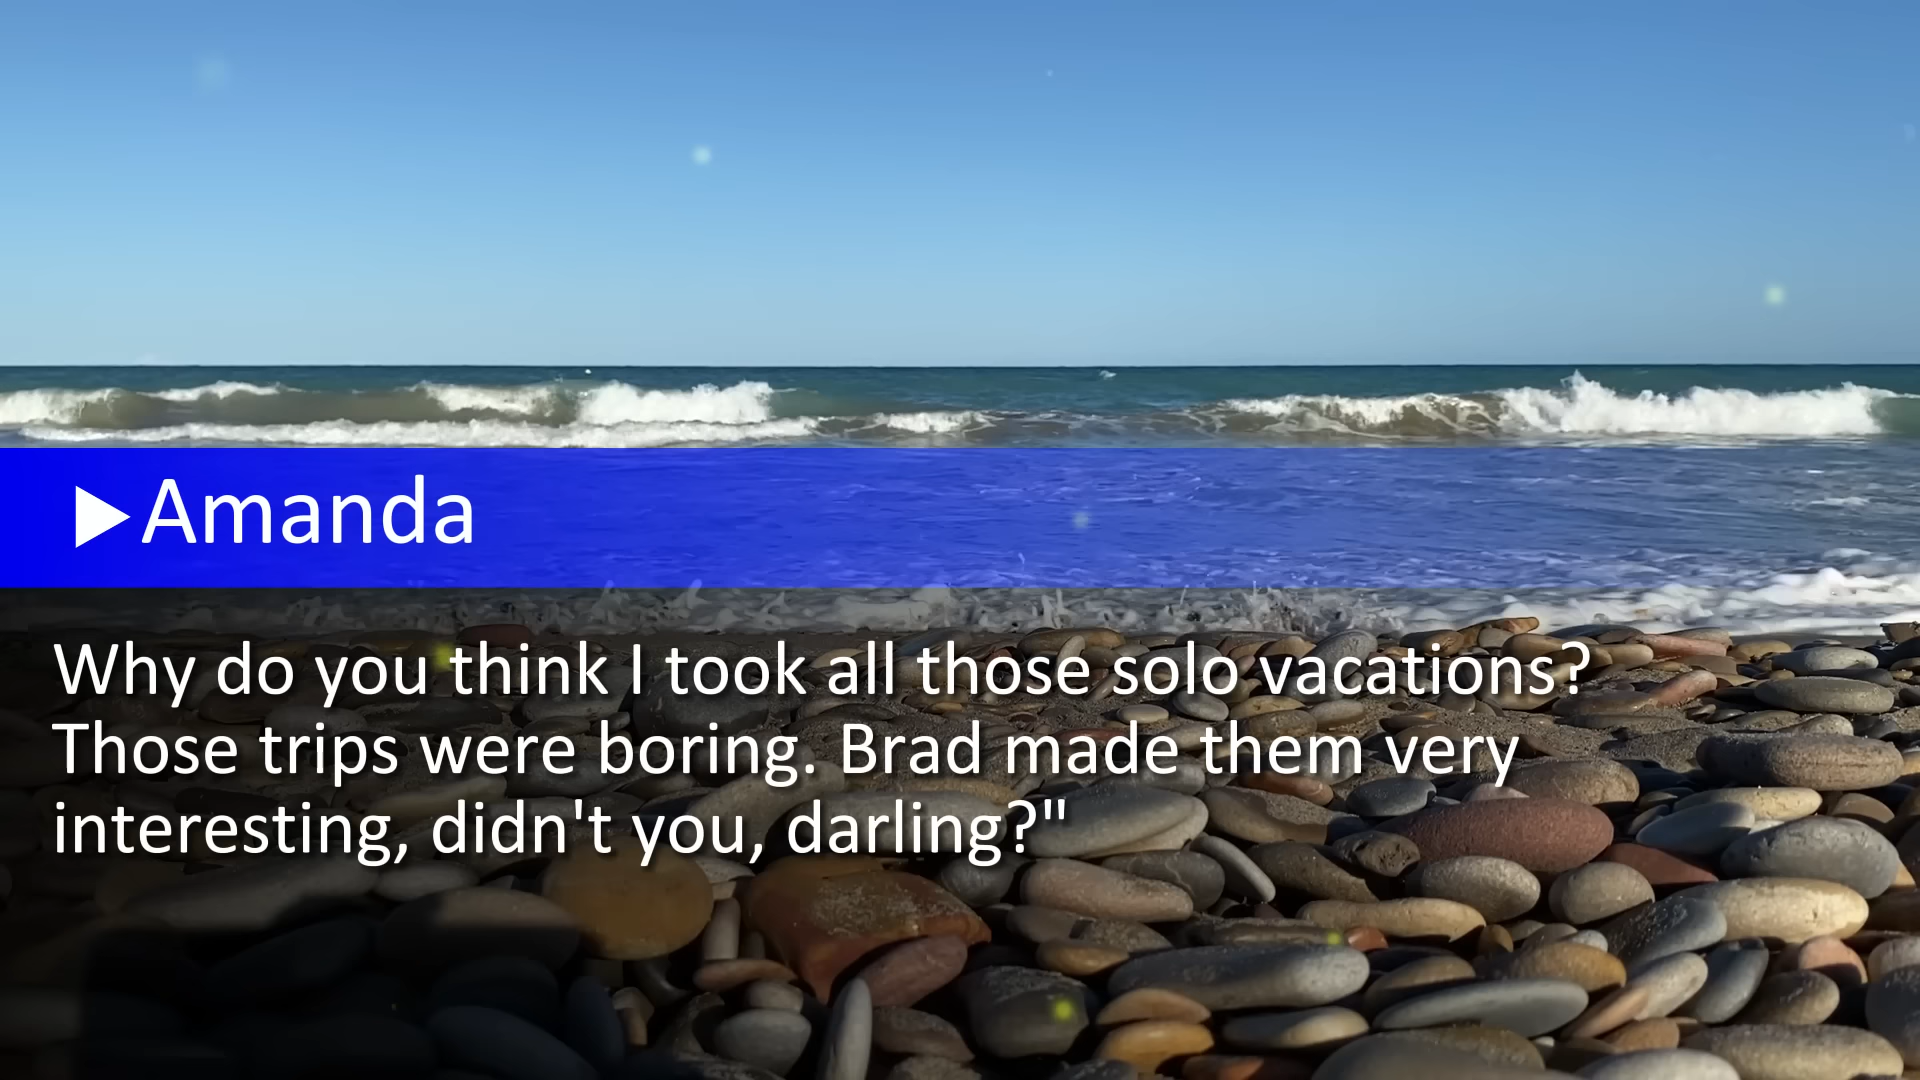 ▶Amanda
Why do you think I took all those solo vacations?
Those trips were boring. Brad made them very
interesting, didn't you, darling?"